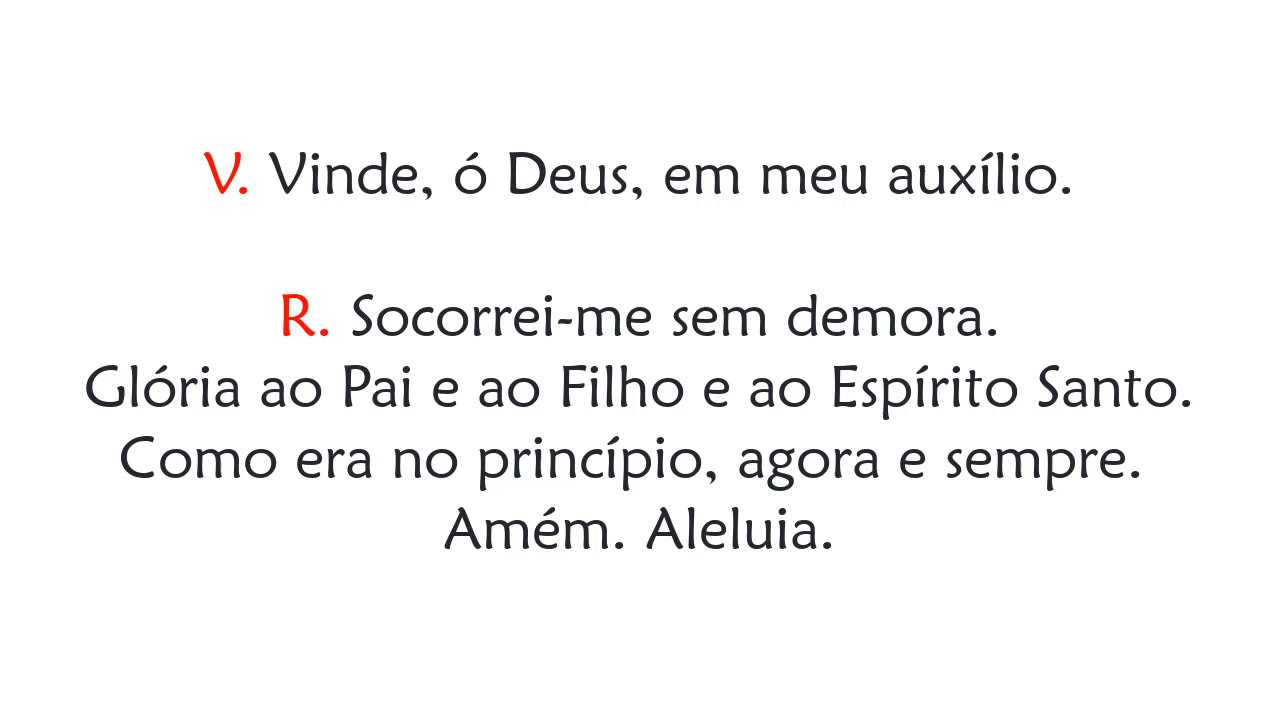 V. Vinde, ó Deus, em meu auxílio.
R. Socorrei-me sem demora.
Glória ao Pai e ao Filho e ao Espírito Santo.
Como era no princípio, agora e sempre.
Amém. Aleluia.